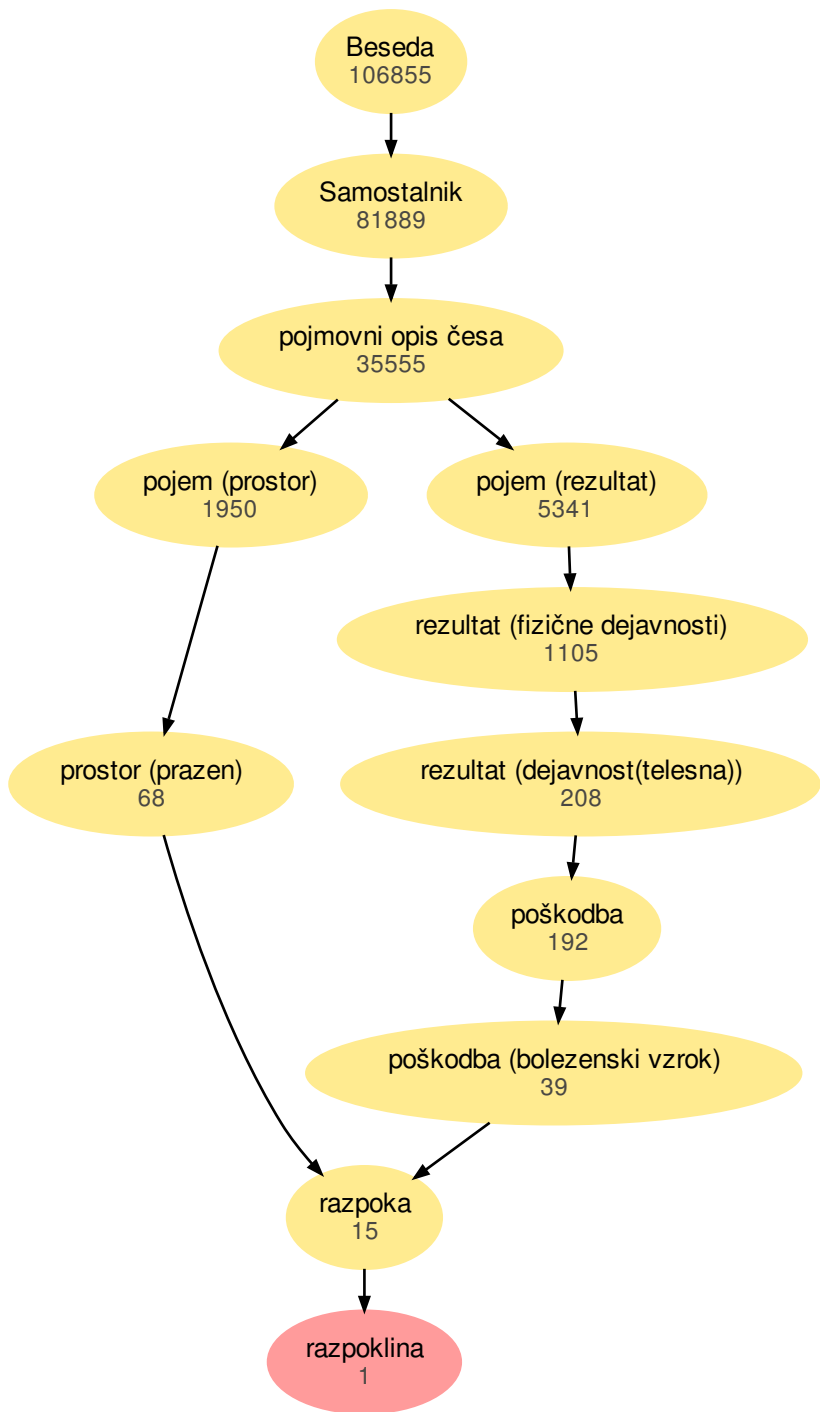 Beseda
106855
Samostalnik
81889
pojmovni opis česa
35555
pojem (prostor)
1950
pojem (rezultat)
5341
rezultat (fizične dejavnosti)
1105
prostor (prazen)
68
rezultat (dejavnost(telesna))
208
poškodba
192
poškodba (bolezenski vzrok)
39
razpoka
15
razpoklina
1